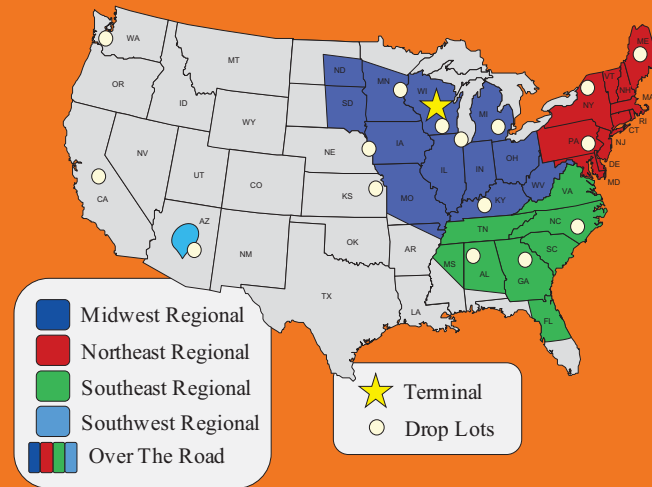 WA
MT
ND
MN
ME
OR
ID
SD
WI
VT
NH
MA
WY
MI
NY
RI
CT
IA
PA
NJ
NV
NE
OH
DE
UT
IL
IN
MD
CO
WV
CA
KS
MO
KY
VA
AZ
NC
OK
TN
NM
AR
SC
MS
AL
GA
TX
LA
FL
Midwest Regional
Northeast Regional
Southeast Regional
Southwest Regional
Over The Road
Terminal
Drop Lots